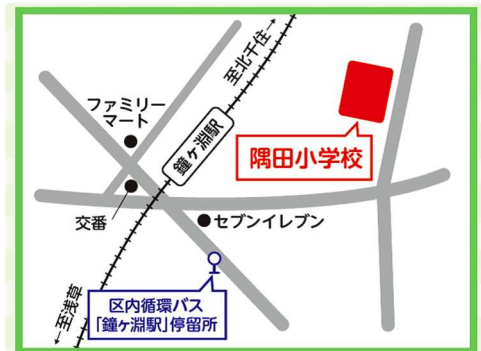 至北千住→
ファミリー
マート
鐘ヶ淵駅
隅田小学校
交番
セブンイレブン
←至浅草
区内循環バス
「鐘ヶ淵駅」停留所